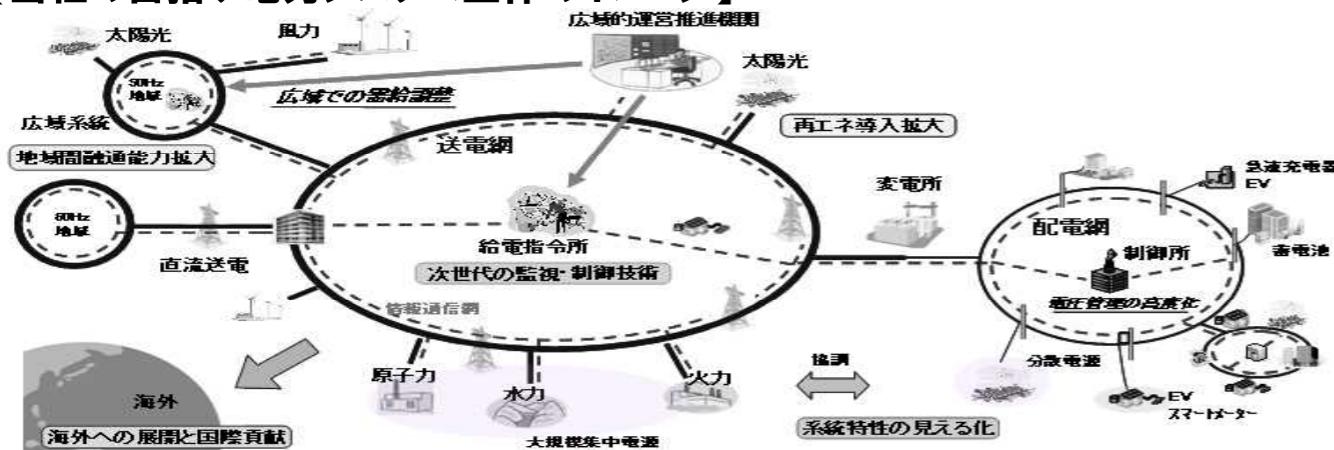 広域的運営推進機関
太陽光
風力
太陽光
50Hz
地域
広域での需給調整
広域系統
地域間融通能力拡大
送電網
再エネ導入拡大
変電所
急速充電器
EV
60Hz
地域
配電網
制御所
蓄電池
直流送電
給電指令所
次世代の監視・制御技術
電圧管理の高度化
情報通信網
原子力
水力
火力
協調
分散電源
海外
EV
スマートメーター
海外への展開と国際貢献
大規模集中電源
系統特性の見える化